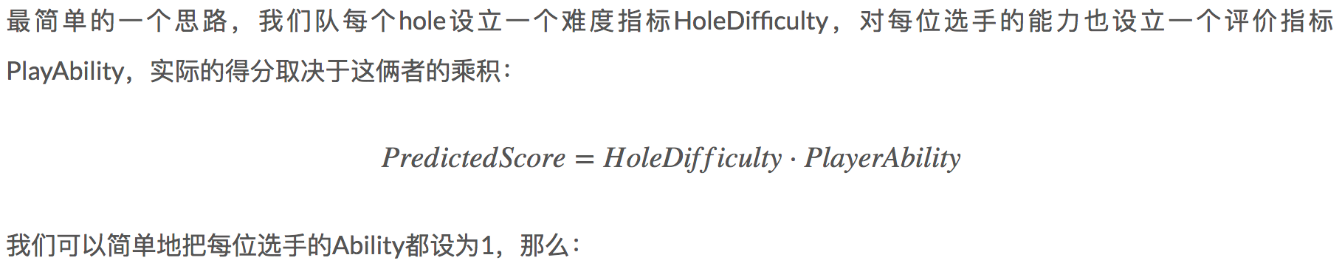 最简单的一个思路，我们队每个hole设立一个难度指标HoleDifficulty，对每位选手的能力也设立一个评价指标
PlayAbility，实际的得分取决于这俩者的乘积：
PredictedScore = HoleDifficulty · PlayerAbility
我们可以简单地把每位选手的Ability都设为1，那么：